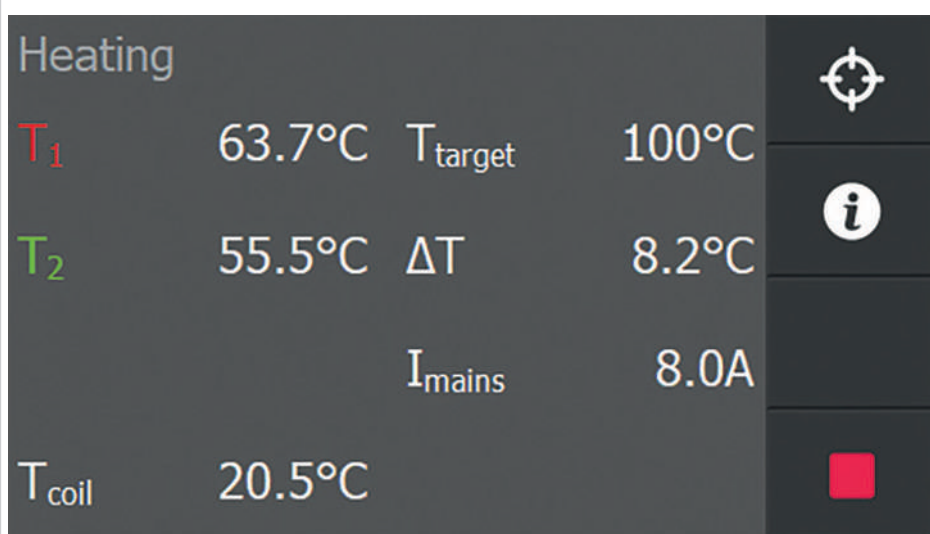 Heating
T1 63.7°C Ttarget 100°C
T2 55.5°C ΔT 8.2°C
Imains 8.0A
Tcoil 20.5°C